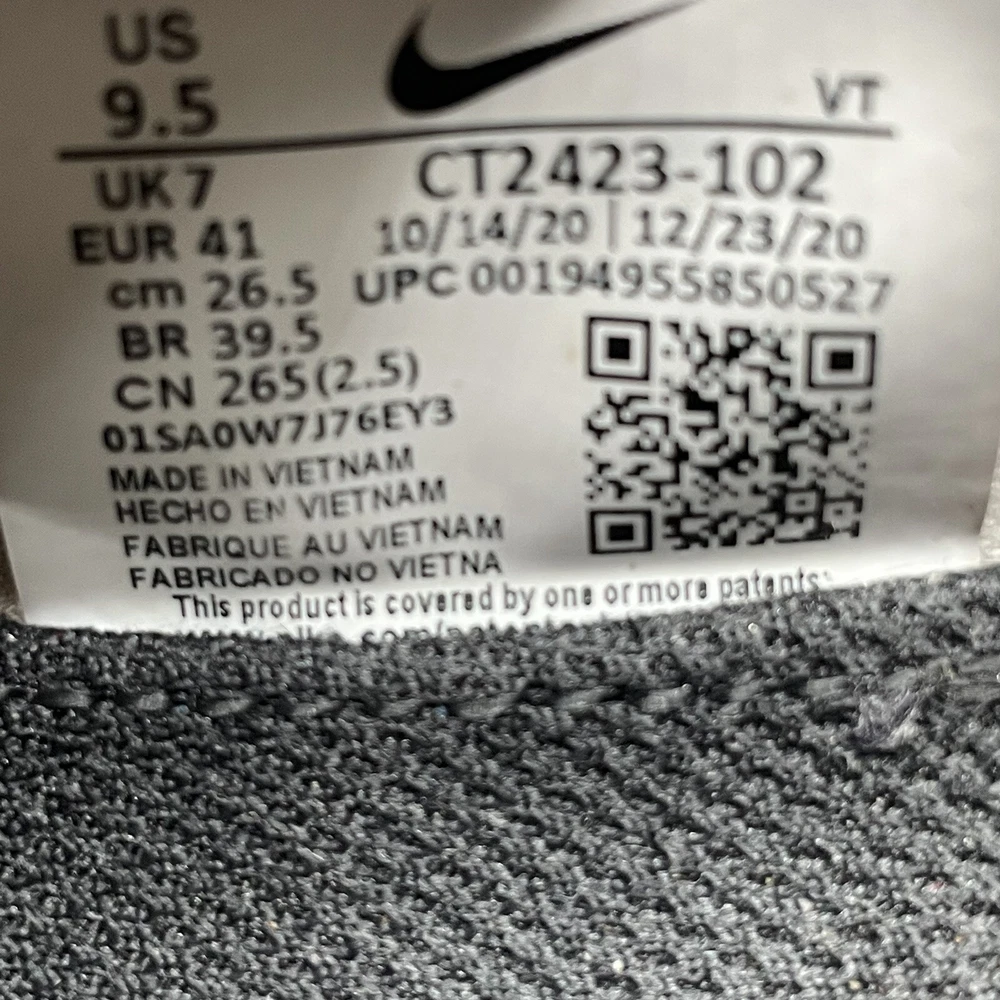 US
9.5
VT
UK 7
CT2423-102
EUR 41
10/14/20 | 12/23/20
cm 26.5
UPC 00194955850527
BR 39.5
CN 265(2.5)
01SA0W7J76EY3
MADE IN VIETNAM
HECHO EN VIETNAM
FABRIQUE AU VIETNAM
FABRICADO NO VIETNA
This product is covered by one or more patents: